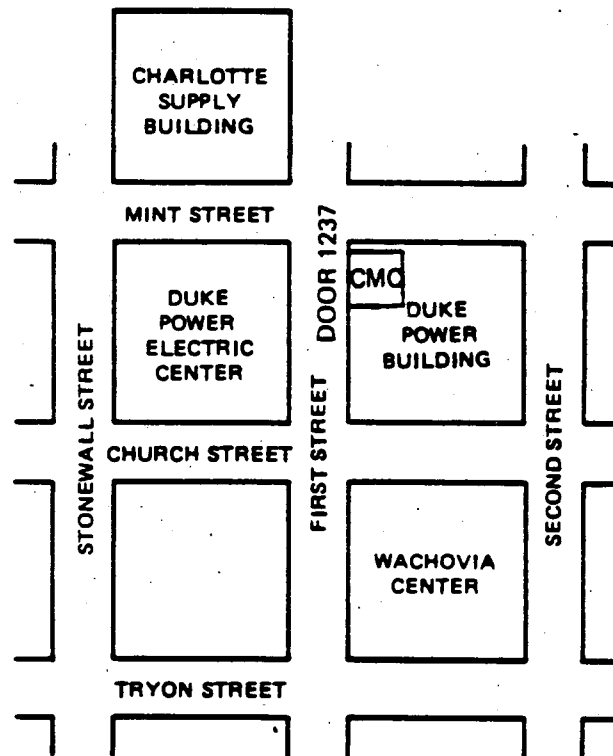 CHARLOTTE
SUPPLY
BUILDING
MINT STREET
DOOR 1237
CMC
DUKE
POWER
ELECTRIC
CENTER
DUKE
POWER
BUILDING
STONEWALL STREET
CHURCH STREET
FIRST STREET
SECOND STREET
WACHOVIA
CENTER
TRYON STREET